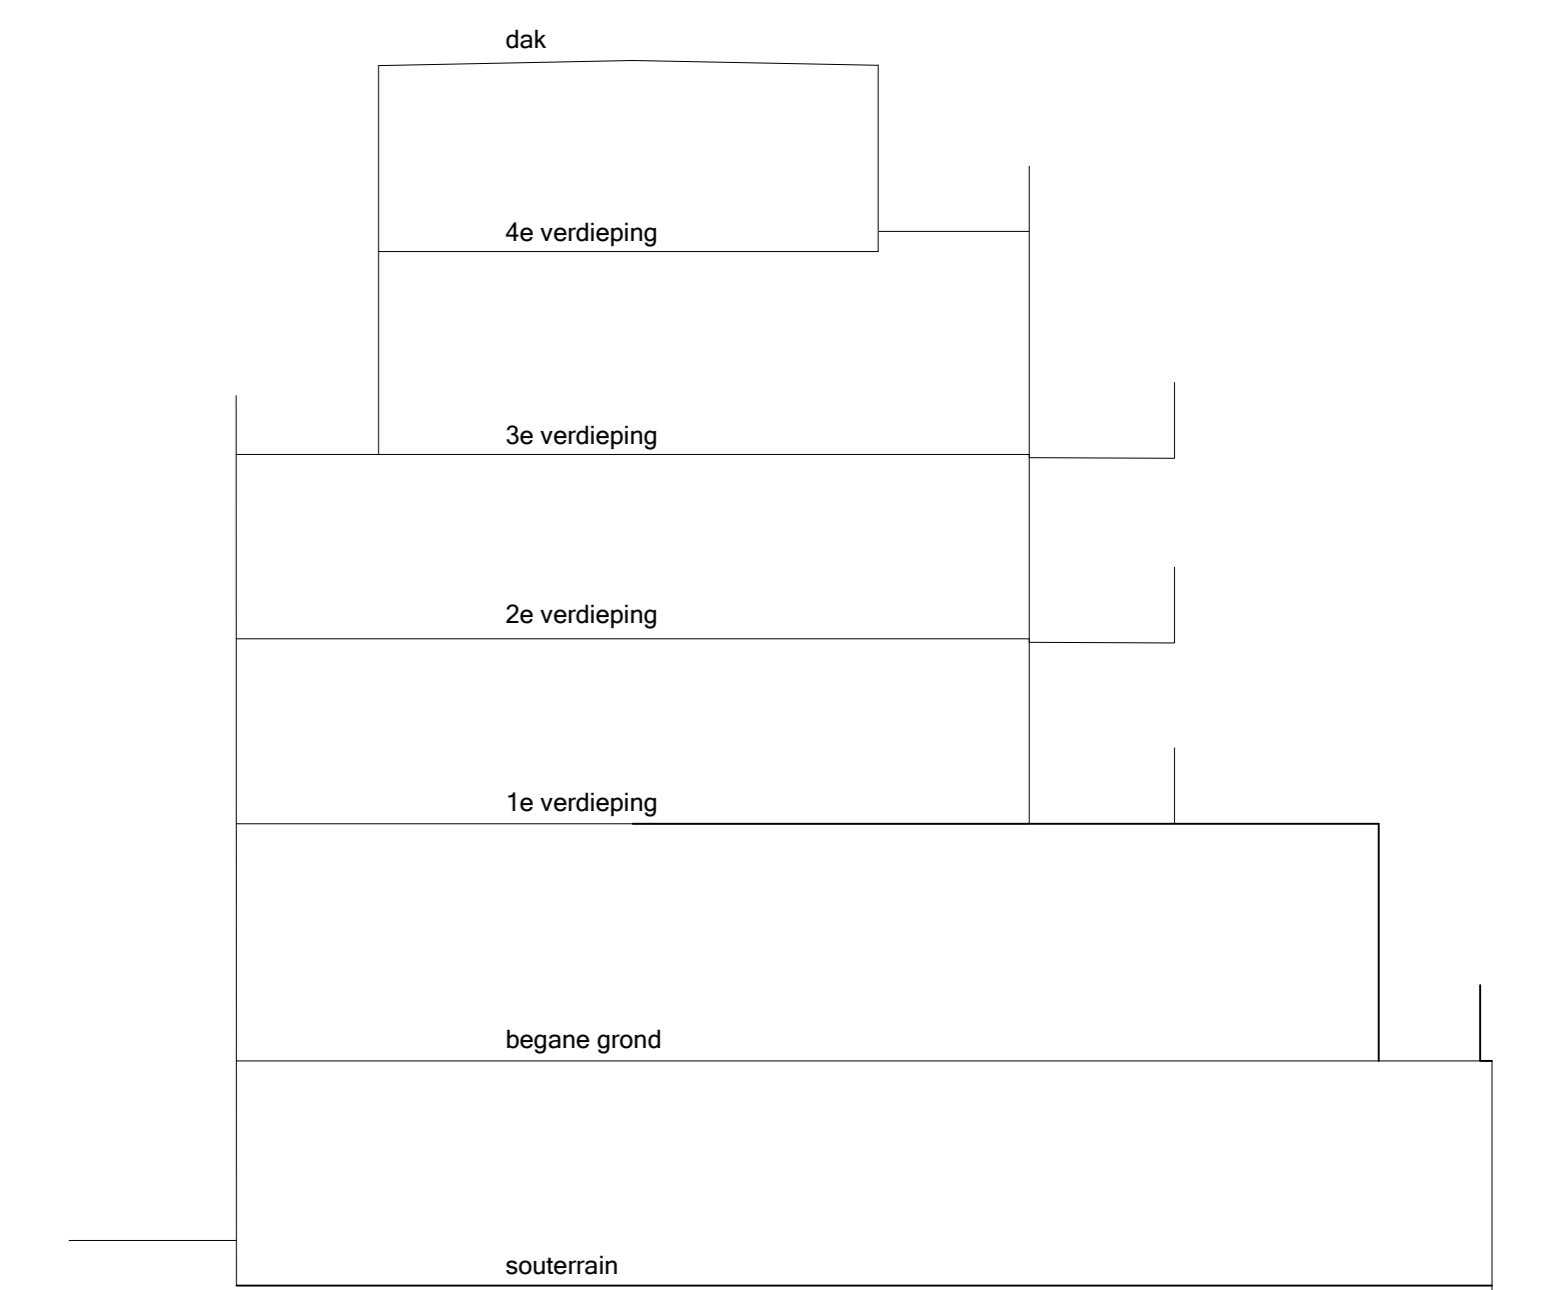 dak
4e verdieping
3e verdieping
2e verdieping
1e verdieping
begane grond
souterrain